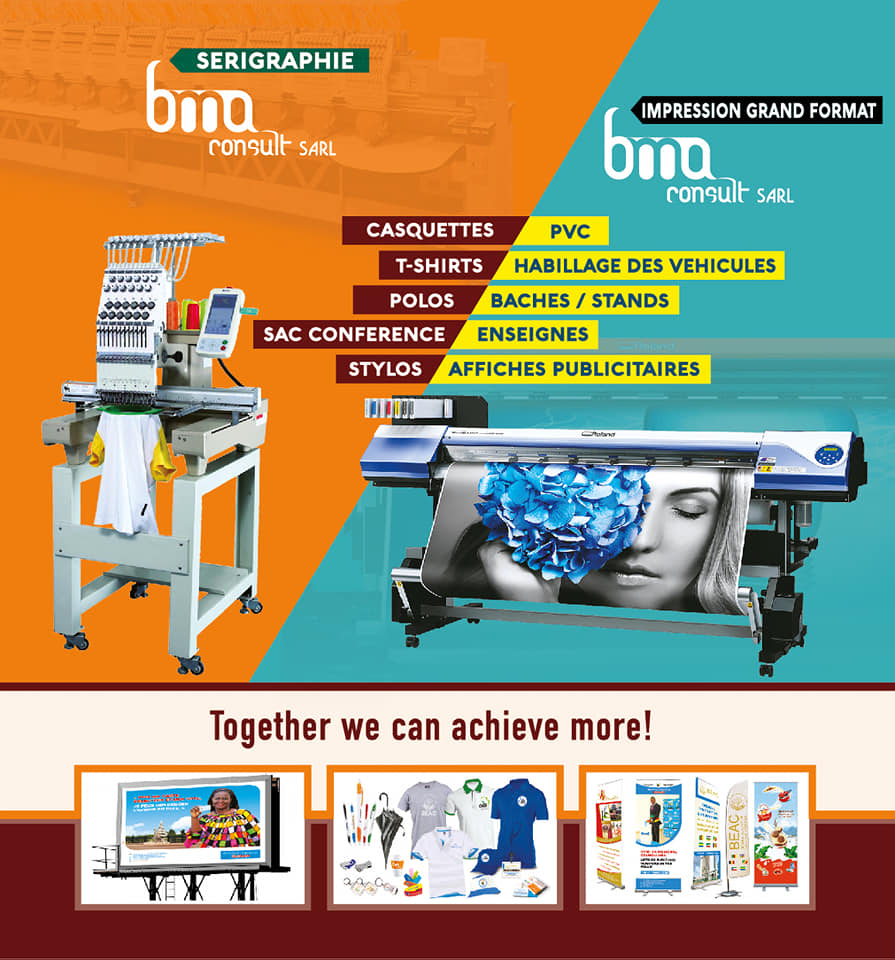 SERIGRAPHIE
bma
consult SARL
IMPRESSION GRAND FORMAT
bma
consult SARL
CASQUETTES
PVC
T-SHIRTS
HABILLAGE DES VEHICULES
POLOS
BACHES / STANDS
SAC CONFERENCE
ENSEIGNES
STYLOS
AFFICHES PUBLICITAIRES
Roland
Together we can achieve more!
BEAC
BEAC